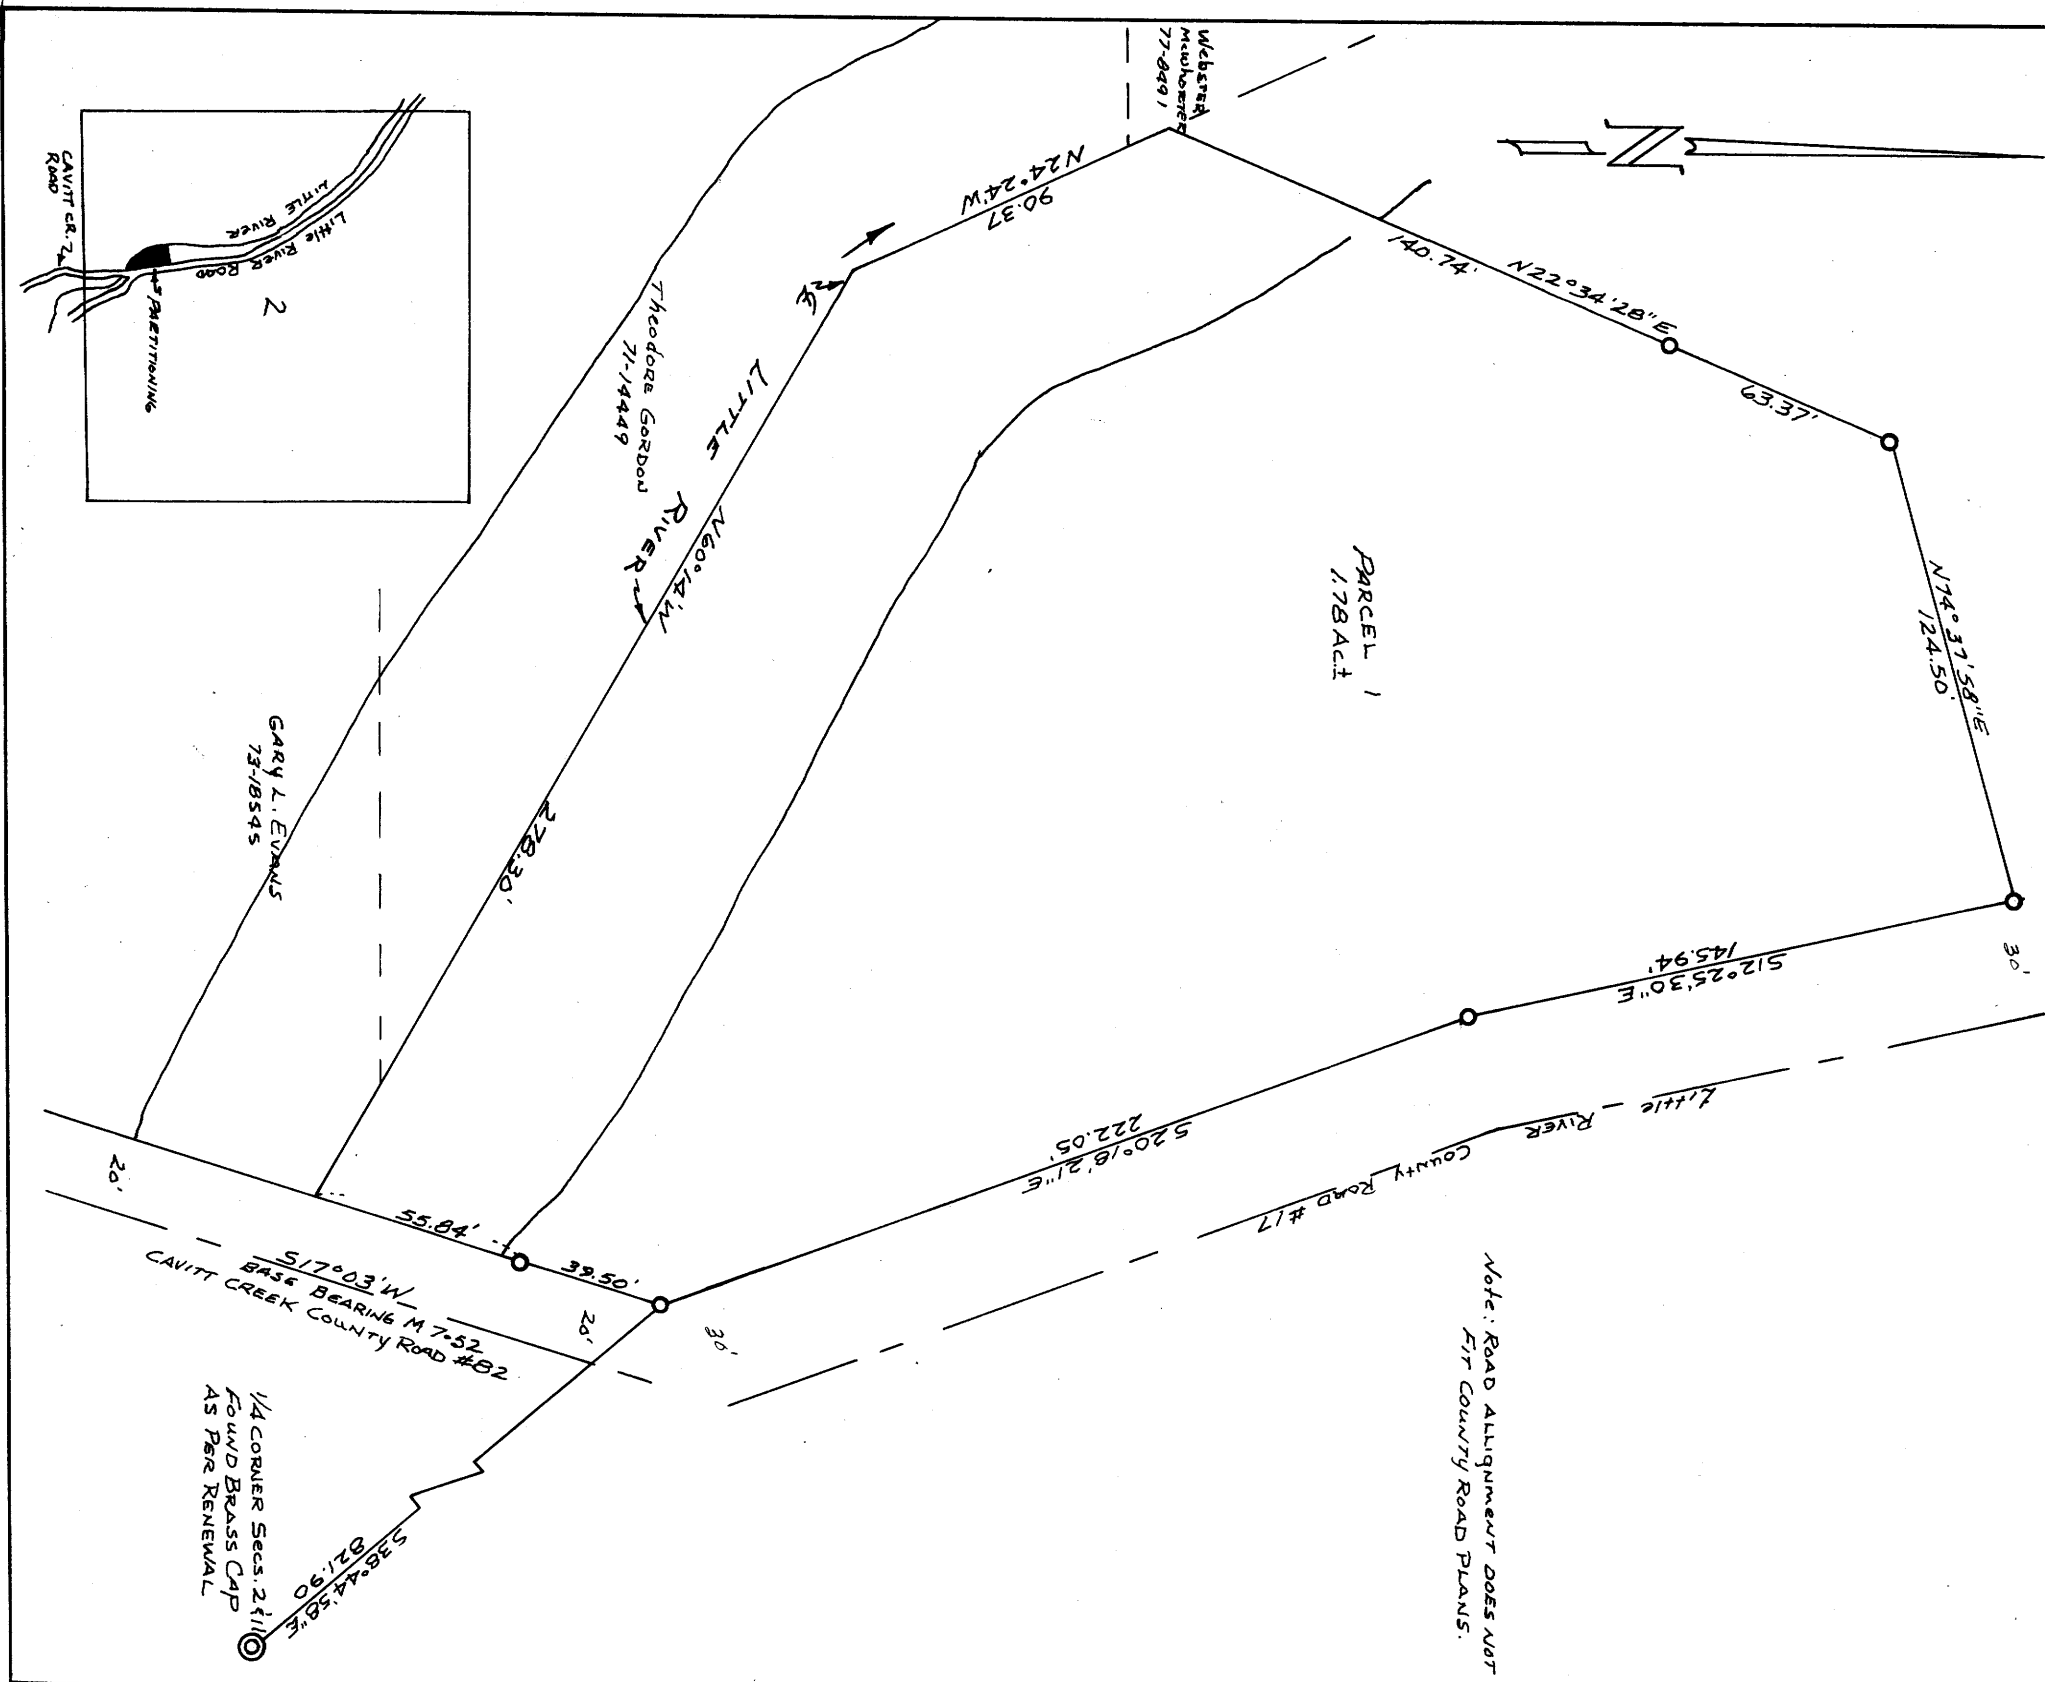 Webster
McWhorter
77-8491
N24°24'W
90.37
140.74'
N22°34'28"E
63.37'
N74°37'58"E
124.50'
30'
S12°25'30"E
145.94'
S20°18'21"E
222.05'
LITTLE RIVER COUNTY ROAD #17
PARCEL 1
1.78 Ac.±
LITTLE RIVER
N60°14'W
278.30'
Theodore Gordon
71-14449
GARY L. EVANS
73-18545
CAVITT CR.
ROAD
LITTLE RIVER
Little River Road
2
PARTITIONING
20'
55.84'
39.50'
20'
30'
S17°03'W
BASE BEARING M 7-52
CAVITT CREEK COUNTY ROAD #82
S38°44'58"E
821.90
1/4 CORNER SECS. 2 & 11
FOUND BRASS CAP
AS PER RENEWAL
Note: ROAD ALLIGNMENT DOES NOT
FIT COUNTY ROAD PLANS.
N
℄